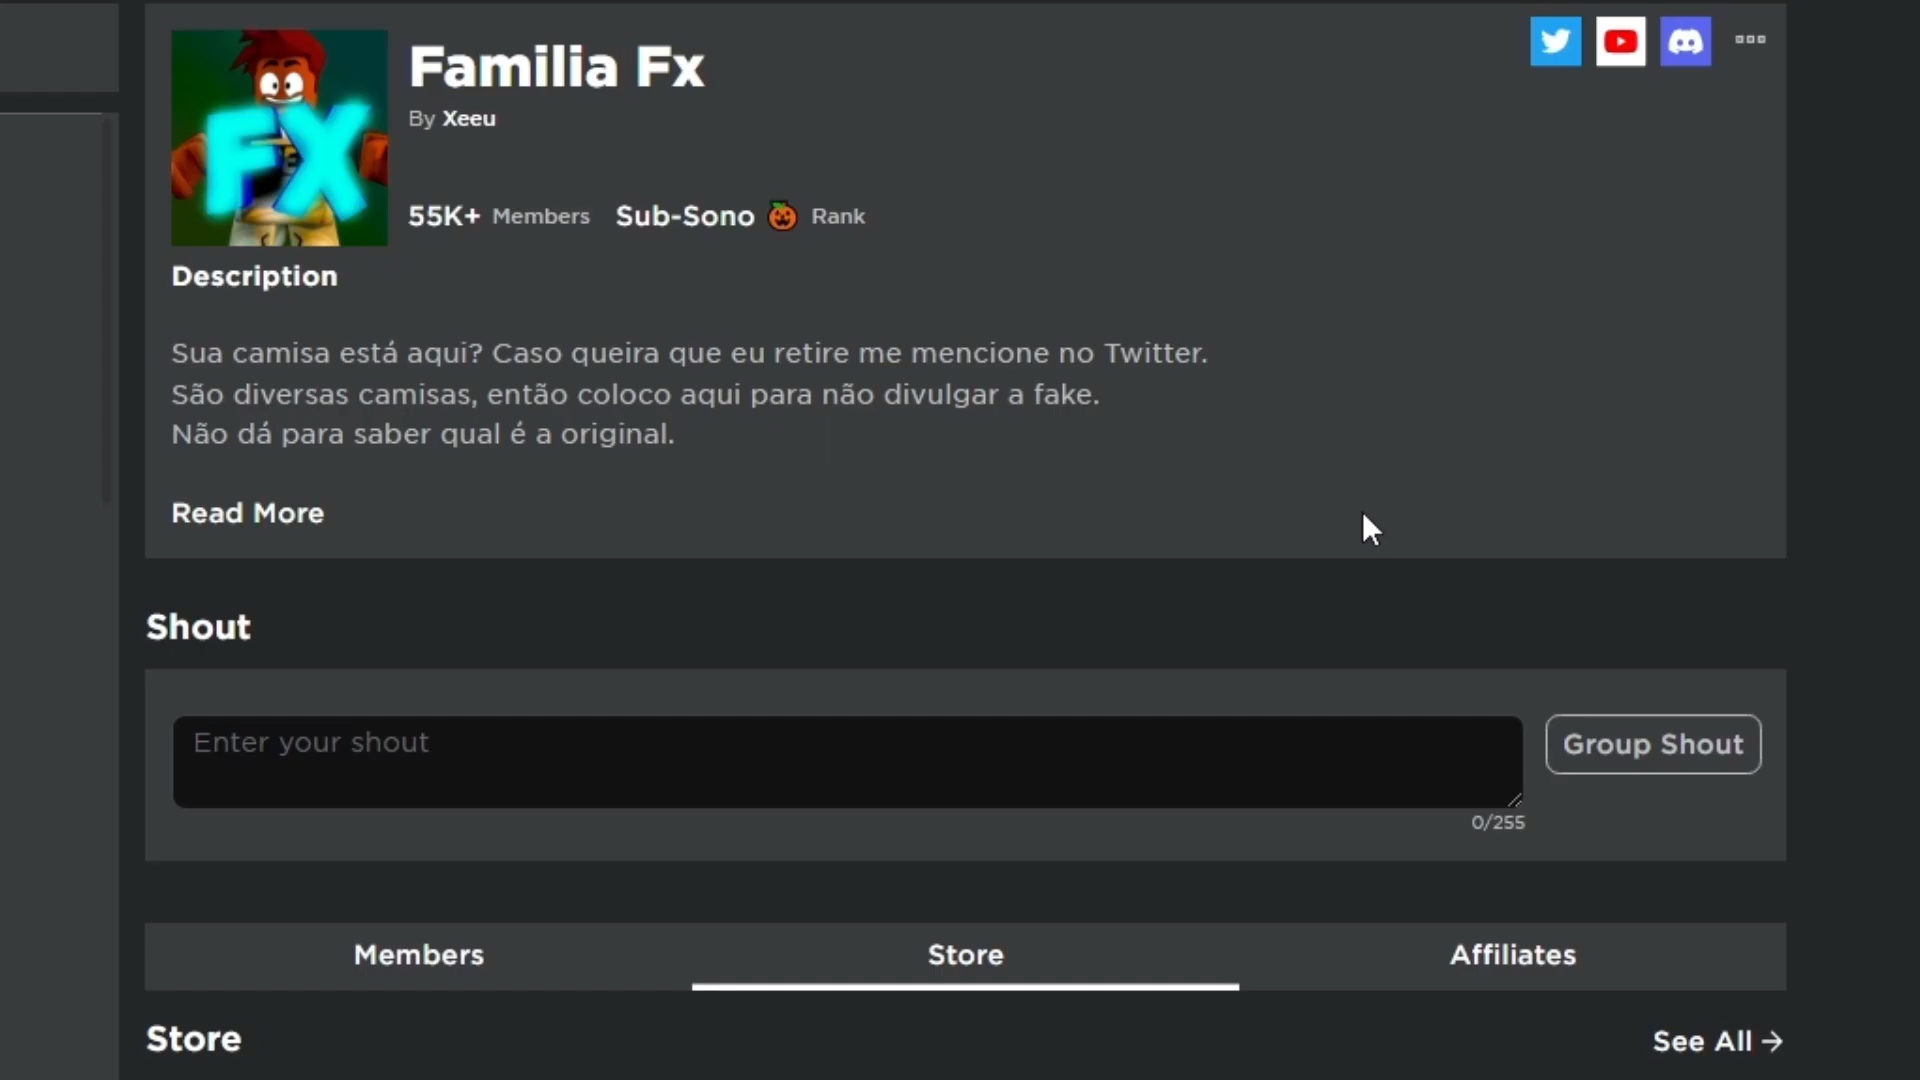 Familia Fx
By Xeeu
FX
55K+ Members Sub-Sono 🎃 Rank
Description
Sua camisa está aqui? Caso queira que eu retire me mencione no Twitter.
São diversas camisas, então coloco aqui para não divulgar a fake.
Não dá para saber qual é a original.
Read More
Shout
Enter your shout
Group Shout
0/255
Members Store Affiliates
Store
See All →